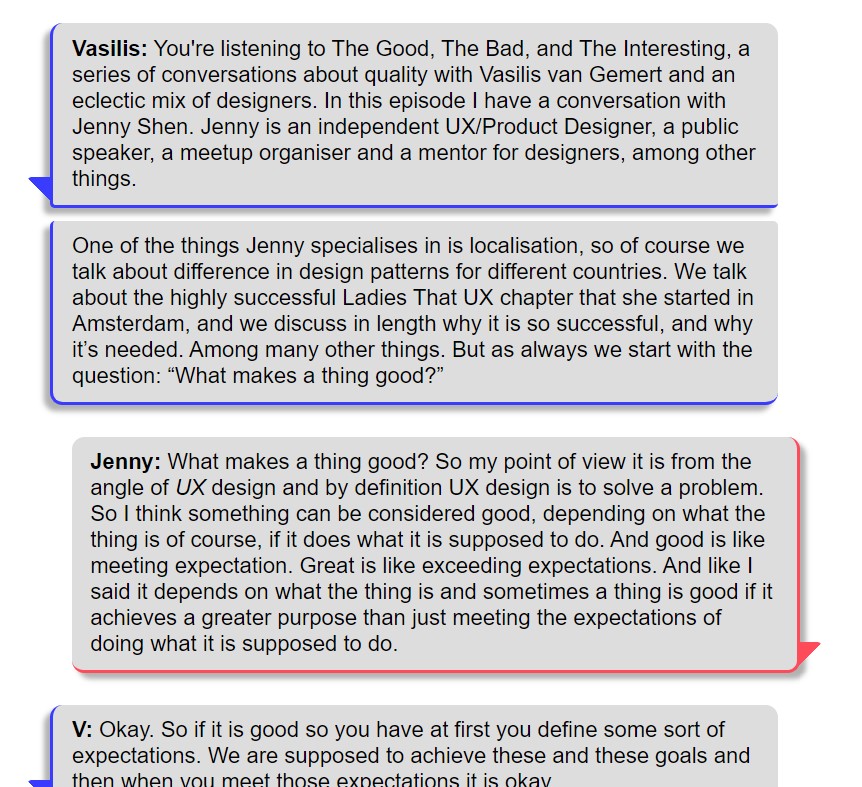 Vasilis: You're listening to The Good, The Bad, and The Interesting, a
series of conversations about quality with Vasilis van Gemert and an
eclectic mix of designers. In this episode I have a conversation with
Jenny Shen. Jenny is an independent UX/Product Designer, a public
speaker, a meetup organiser and a mentor for designers, among other
things.
One of the things Jenny specialises in is localisation, so of course we
talk about difference in design patterns for different countries. We talk
about the highly successful Ladies That UX chapter that she started in
Amsterdam, and we discuss in length why it is so successful, and why
it’s needed. Among many other things. But as always we start with the
question: “What makes a thing good?”
Jenny: What makes a thing good? So my point of view it is from the
angle of UX design and by definition UX design is to solve a problem.
So I think something can be considered good, depending on what the
thing is of course, if it does what it is supposed to do. And good is like
meeting expectation. Great is like exceeding expectations. And like I
said it depends on what the thing is and sometimes a thing is good if it
achieves a greater purpose than just meeting the expectations of
doing what it is supposed to do.
V: Okay. So if it is good so you have at first you define some sort of
expectations. We are supposed to achieve these and these goals and
then when you meet those expectations it is okay